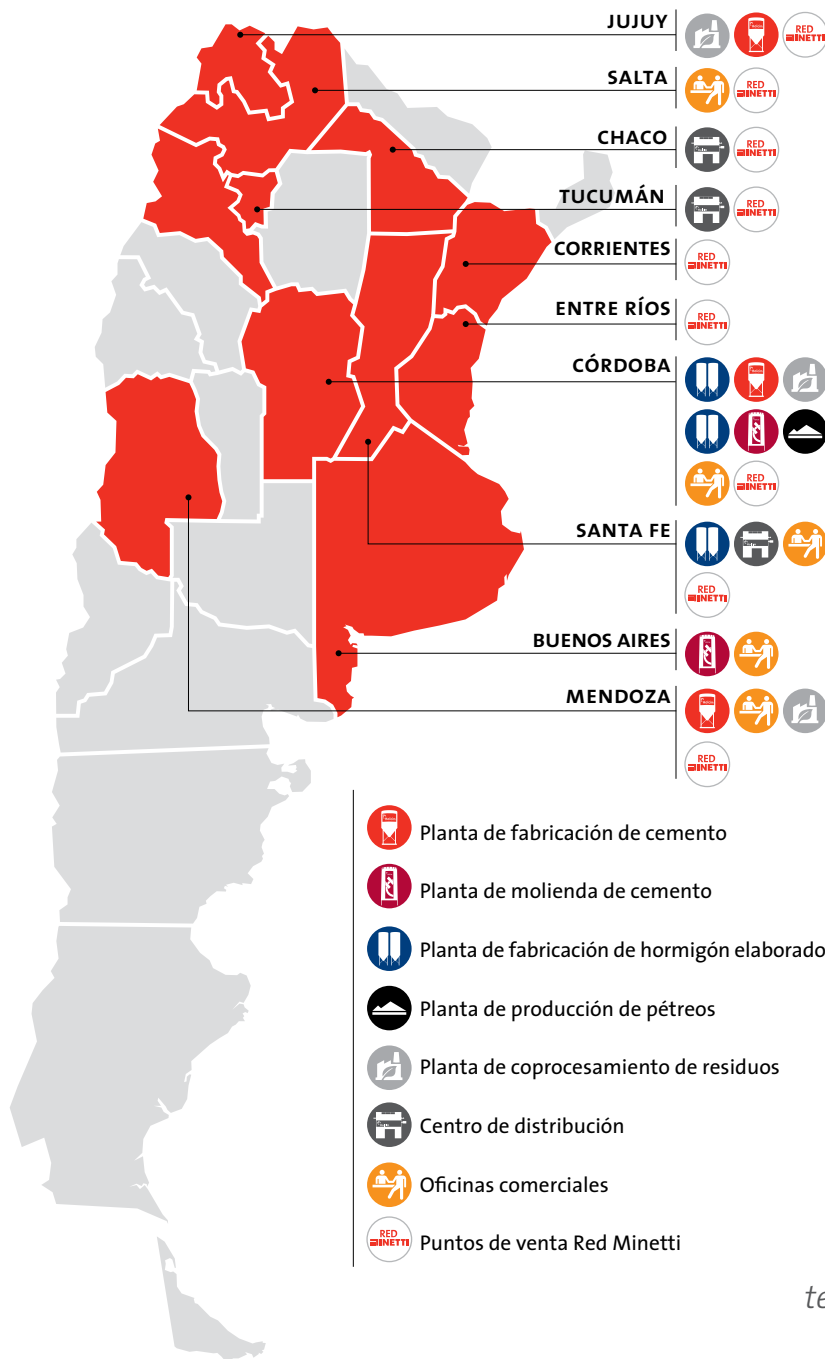 JUJUY
RED
MINETTI
SALTA
RED
MINETTI
CHACO
RED
MINETTI
TUCUMÁN
RED
MINETTI
CORRIENTES
RED
MINETTI
ENTRE RÍOS
RED
MINETTI
CÓRDOBA
RED
MINETTI
SANTA FE
RED
MINETTI
BUENOS AIRES
MENDOZA
RED
MINETTI
Planta de fabricación de cemento
Planta de molienda de cemento
Planta de fabricación de hormigón elaborado
Planta de producción de pétreos
Planta de coprocesamiento de residuos
Centro de distribución
Oficinas comerciales
RED
MINETTI
Puntos de venta Red Minetti
te